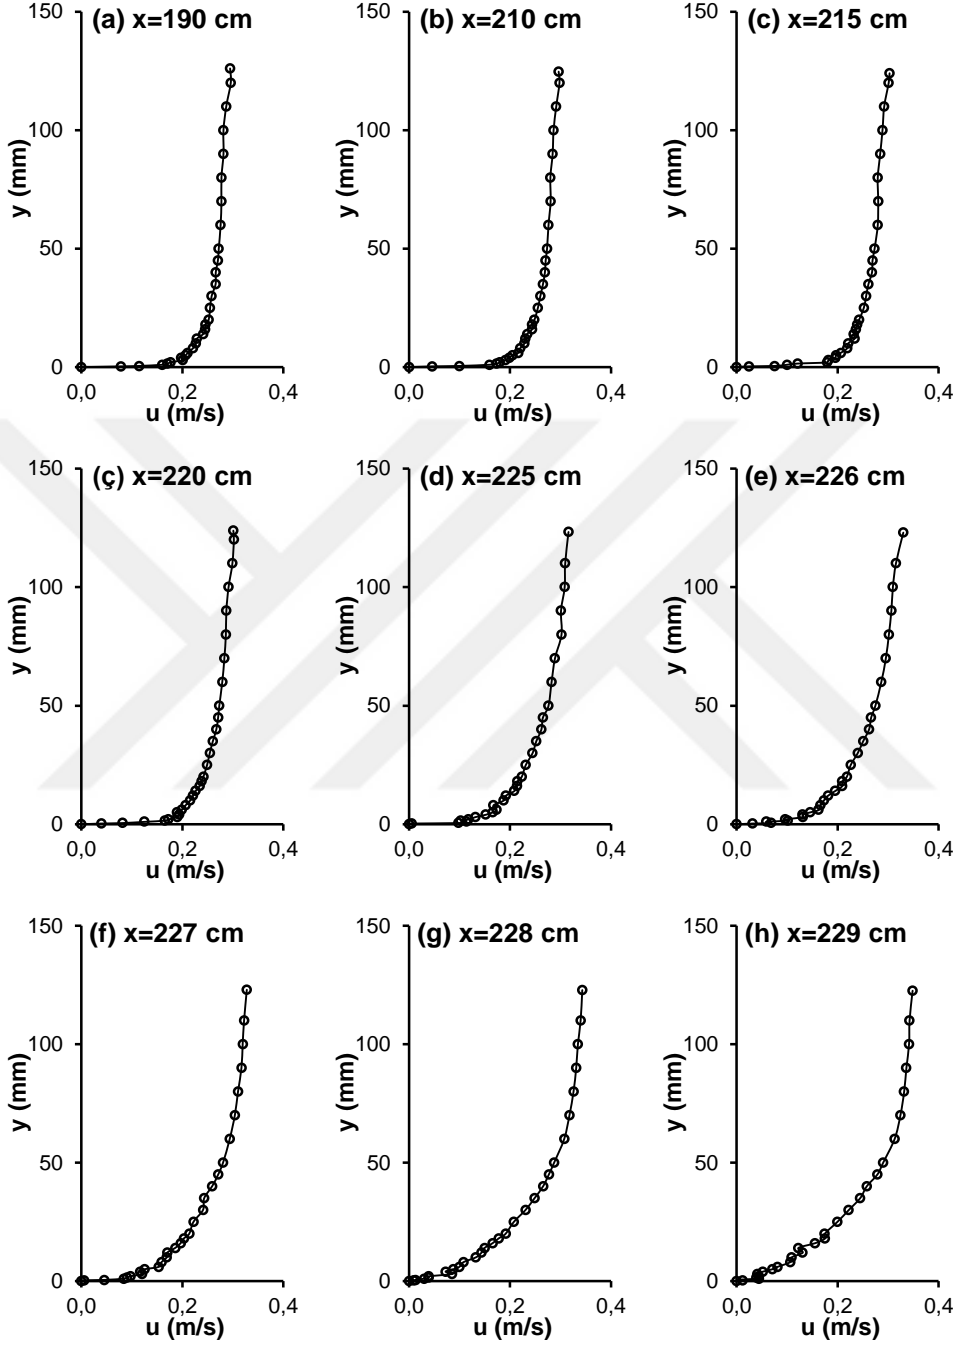 (a) x=190 cm
(b) x=210 cm
(c) x=215 cm
150
100
50
0
y (mm)
0,0 0,2 0,4
u (m/s)
150
100
50
0
y (mm)
0,0 0,2 0,4
u (m/s)
150
100
50
0
y (mm)
0,0 0,2 0,4
u (m/s)
(ç) x=220 cm
(d) x=225 cm
(e) x=226 cm
150
100
50
0
y (mm)
0,0 0,2 0,4
u (m/s)
150
100
50
0
y (mm)
0,0 0,2 0,4
u (m/s)
150
100
50
0
y (mm)
0,0 0,2 0,4
u (m/s)
(f) x=227 cm
(g) x=228 cm
(h) x=229 cm
150
100
50
0
y (mm)
0,0 0,2 0,4
u (m/s)
150
100
50
0
y (mm)
0,0 0,2 0,4
u (m/s)
150
100
50
0
y (mm)
0,0 0,2 0,4
u (m/s)